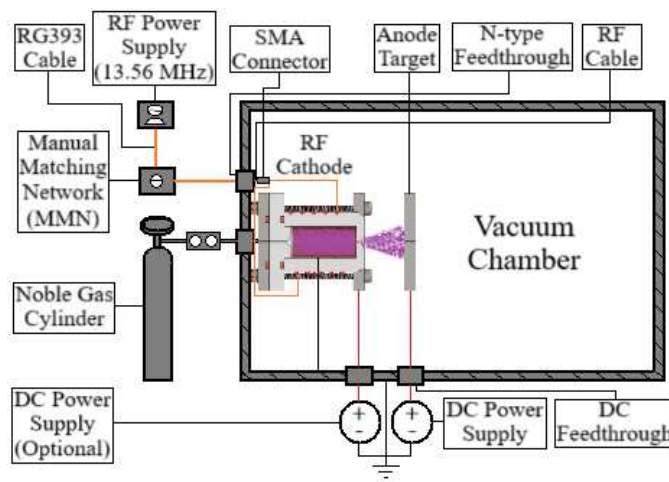 RG393
Cable
RF Power
Supply
(13.56 MHz)
SMA
Connector
Anode
Target
N-type
Feedthrough
RF
Cable
Manual
Matching
Network
(MMN)
RF
Cathode
Vacuum
Chamber
Noble Gas
Cylinder
DC Power
Supply
(Optional)
+
-
+
-
DC Power
Supply
DC
Feedthrough